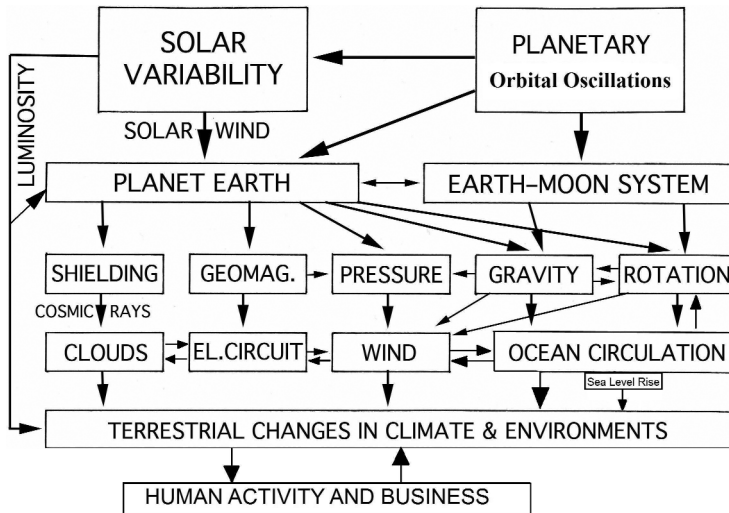 SOLAR
VARIABILITY
PLANETARY
Orbital Oscillations
LUMINOSITY
SOLAR WIND
PLANET EARTH
EARTH-MOON SYSTEM
SHIELDING
GEOMAG.
PRESSURE
GRAVITY
ROTATION
COSMIC RAYS
CLOUDS
EL.CIRCUIT
WIND
OCEAN CIRCULATION
Sea Level Rise
TERRESTRIAL CHANGES IN CLIMATE & ENVIRONMENTS
HUMAN ACTIVITY AND BUSINESS